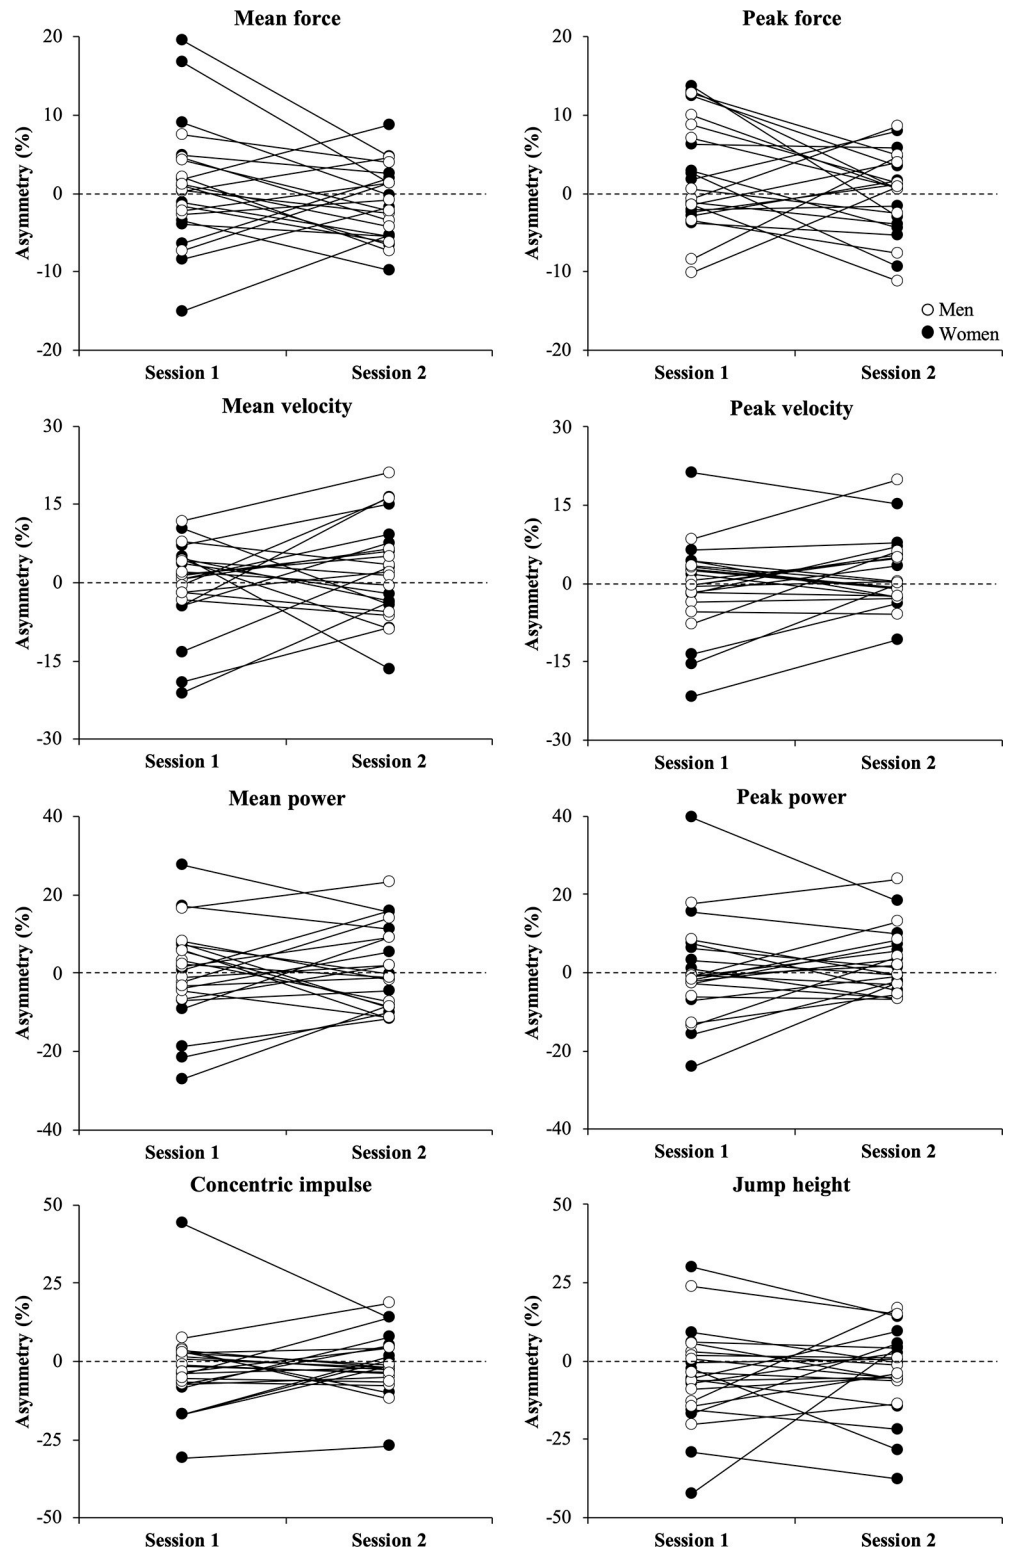 Mean force
Peak force
20
10
0
-10
-20
Asymmetry (%)
Session 1
Session 2
20
10
0
-10
-20
Asymmetry (%)
Men
Women
Session 1
Session 2
Mean velocity
Peak velocity
30
15
0
-15
-30
Asymmetry (%)
Session 1
Session 2
30
15
0
-15
-30
Asymmetry (%)
Session 1
Session 2
Mean power
Peak power
40
20
0
-20
-40
Asymmetry (%)
Session 1
Session 2
40
20
0
-20
-40
Asymmetry (%)
Session 1
Session 2
Concentric impulse
Jump height
50
25
0
-25
-50
Asymmetry (%)
Session 1
Session 2
50
25
0
-25
-50
Asymmetry (%)
Session 1
Session 2